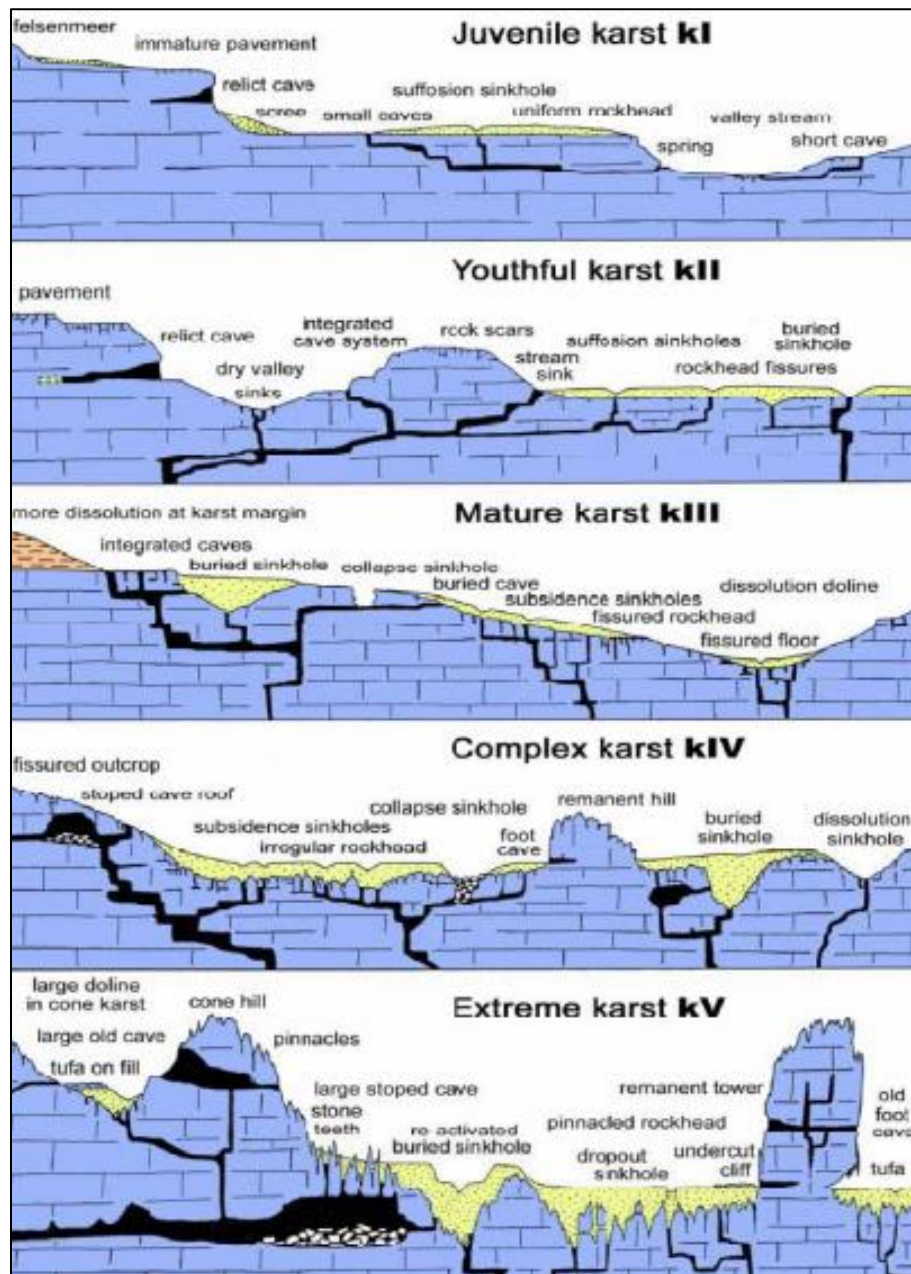 felsenmeer
Juvenile karst kI
immature pavement
relict cave
suffosion sinkhole
scree
small caves
uniform rockhead
valley stream
spring
short cave
Youthful karst kII
pavement
relict cave
integrated
cave system
rock scars
buried
sinkhole
suffosion sinkholes
stream
sink
dry valley
sinks
rockhead fissures
more dissolution at karst margin
Mature karst kIII
integrated caves
buried sinkhole
collapse sinkhole
buried cave
dissolution doline
subsidence sinkholes
fissured rockhead
fissured floor
Complex karst kIV
fissured outcrop
stoped cave roof
collapse sinkhole
remanent hill
subsidence sinkholes
irregular rockhead
foot
cave
buried
sinkhole
dissolution
sinkhole
large doline
in cone karst
cone hill
Extreme karst kV
large old cave
pinnacles
tufa on fill
large stoped cave
remanent tower
old
foot
cave
stone
teeth
re-activated
buried sinkhole
pinnacled rockhead
dropout
sinkhole
undercut
cliff
tufa